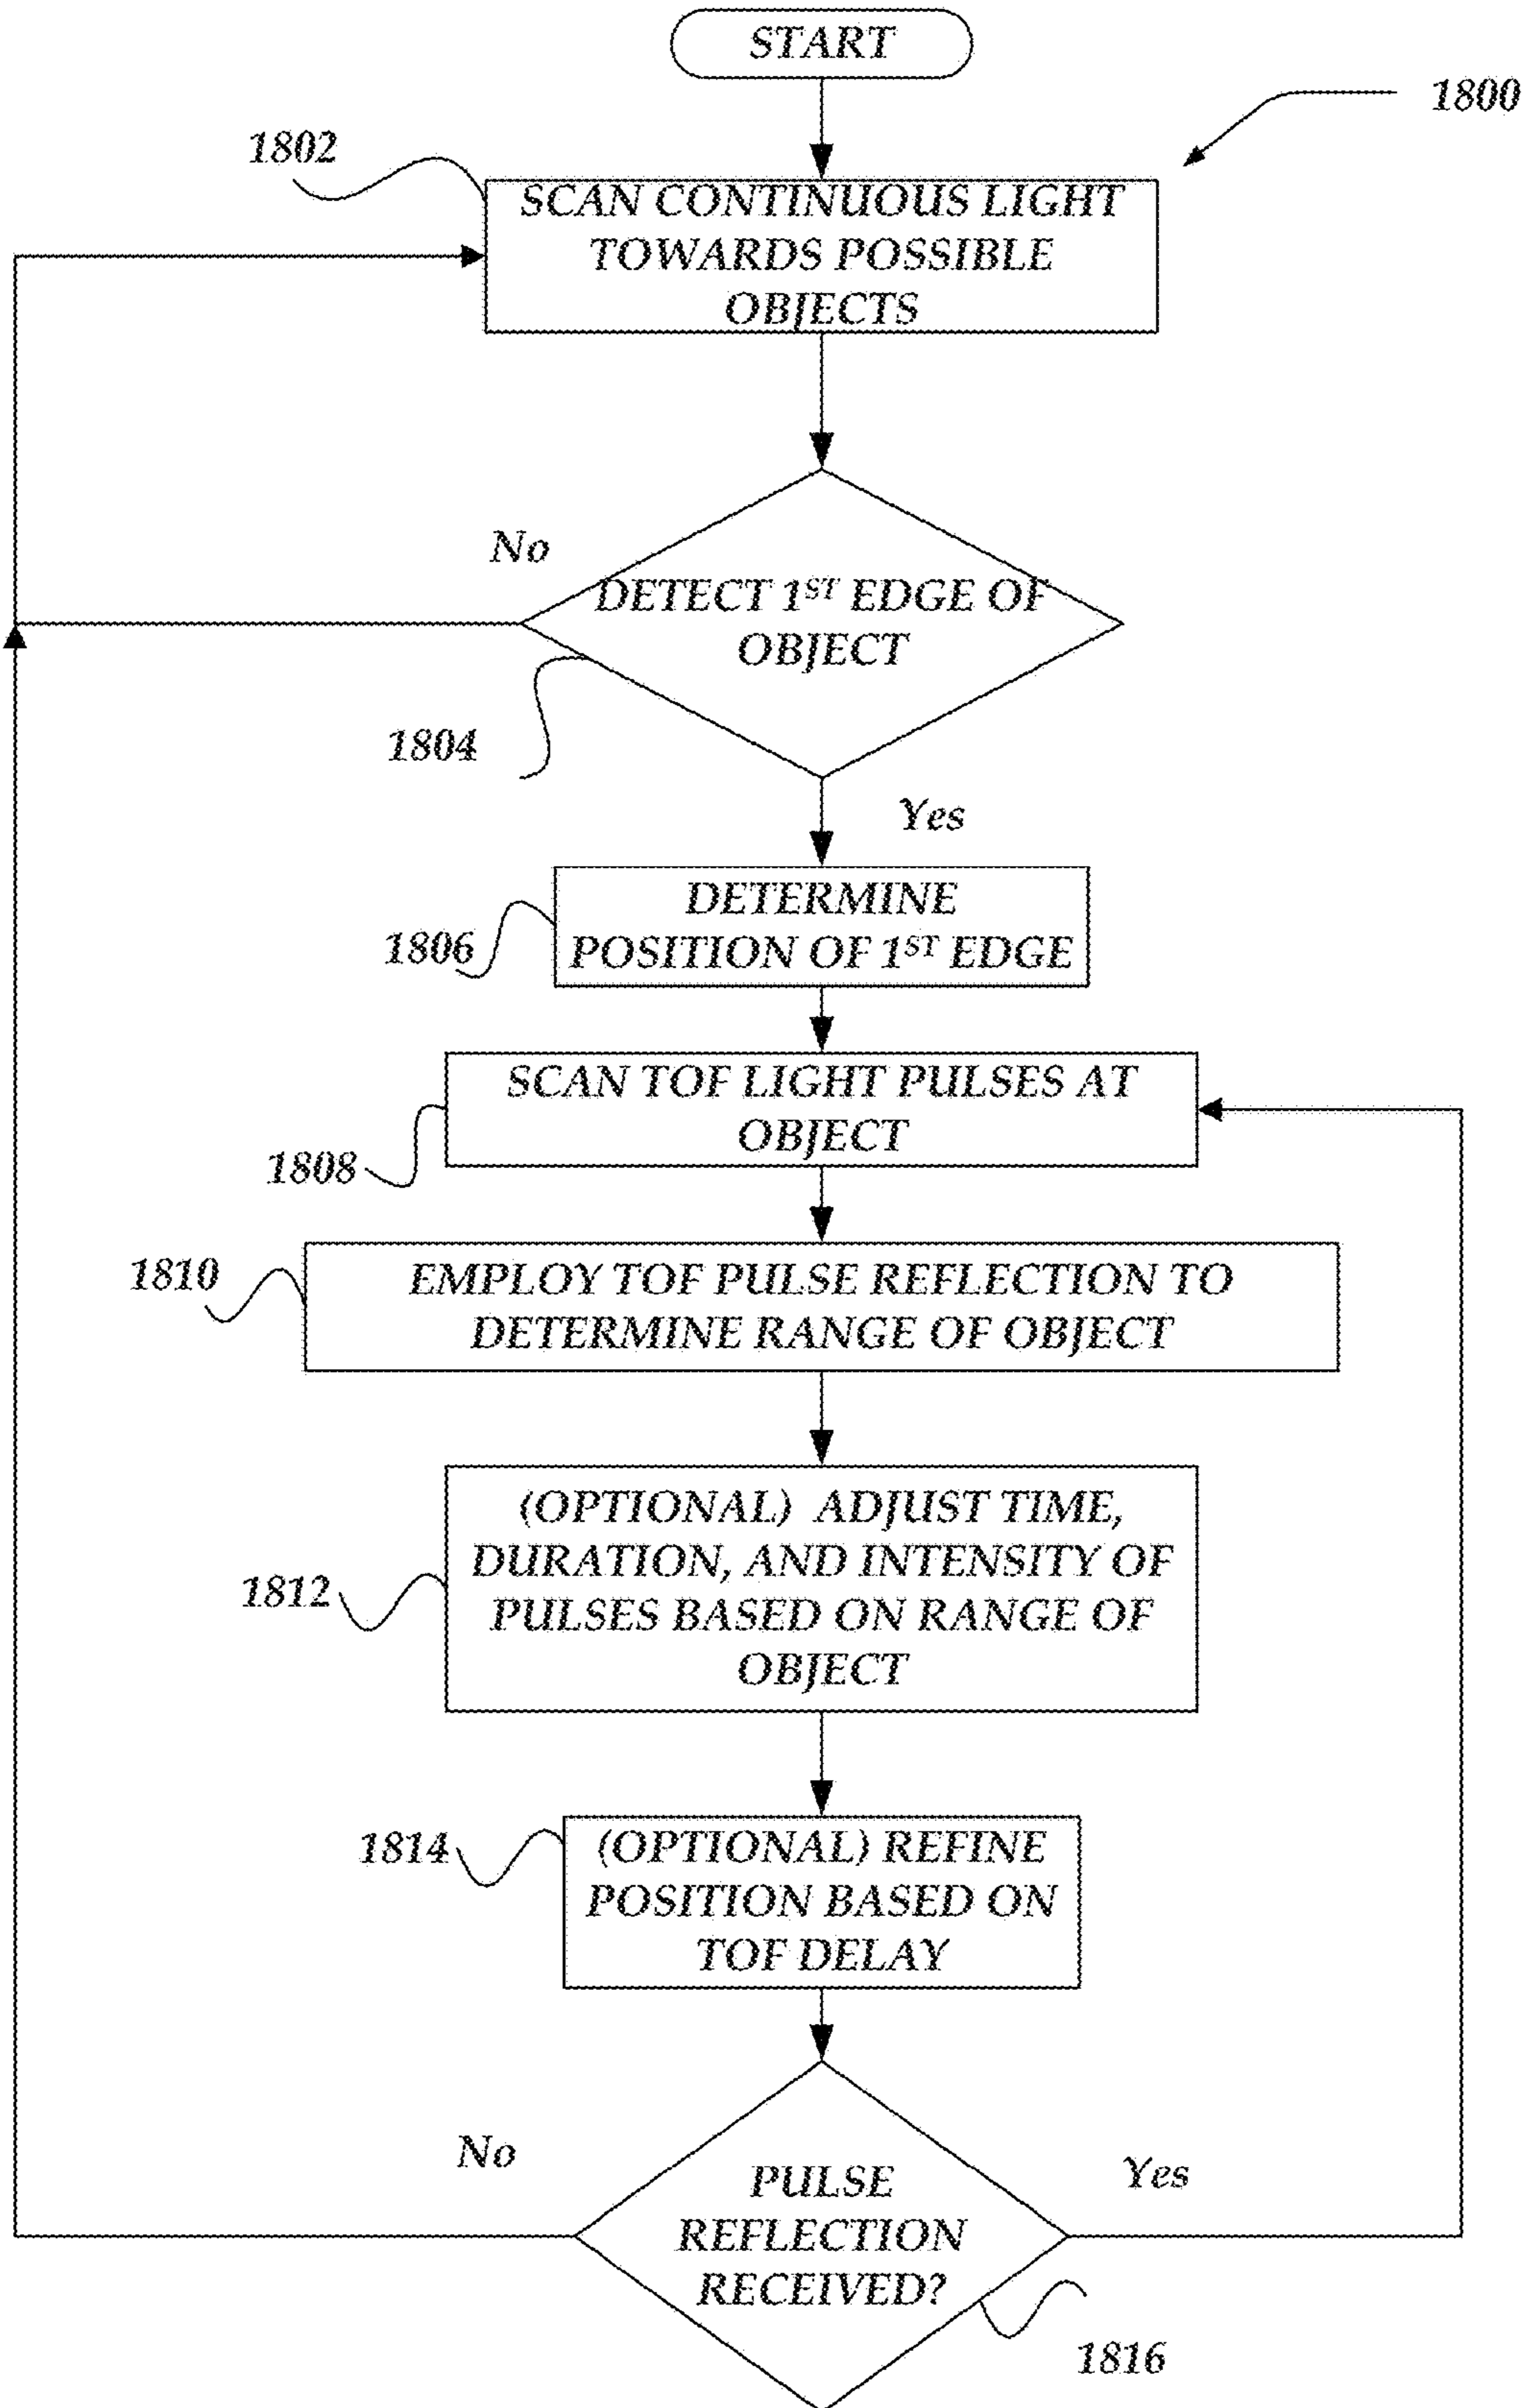 START
1800
1802
SCAN CONTINUOUS LIGHT
TOWARDS POSSIBLE
OBJECTS
No
DETECT 1ST EDGE OF
OBJECT
1804
Yes
DETERMINE
POSITION OF 1ST EDGE
1806
SCAN TOF LIGHT PULSES AT
OBJECT
1808
1810
EMPLOY TOF PULSE REFLECTION TO
DETERMINE RANGE OF OBJECT
(OPTIONAL) ADJUST TIME,
DURATION, AND INTENSITY OF
PULSES BASED ON RANGE OF
OBJECT
1812
1814
(OPTIONAL) REFINE
POSITION BASED ON
TOF DELAY
No
Yes
PULSE
REFLECTION
RECEIVED?
1816